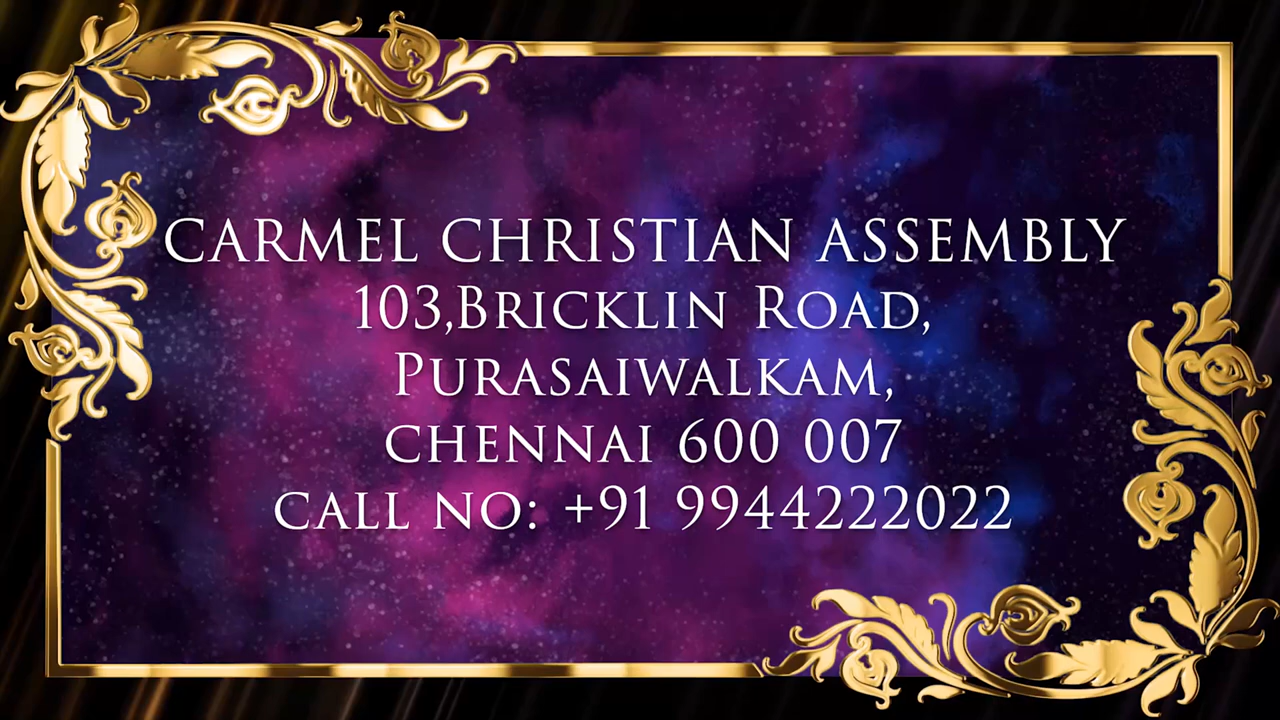 CARMEL CHRISTIAN ASSEMBLY
103,Bricklin Road,
Purasaiwalkam,
chennai 600 007
call no: +91 9944222022